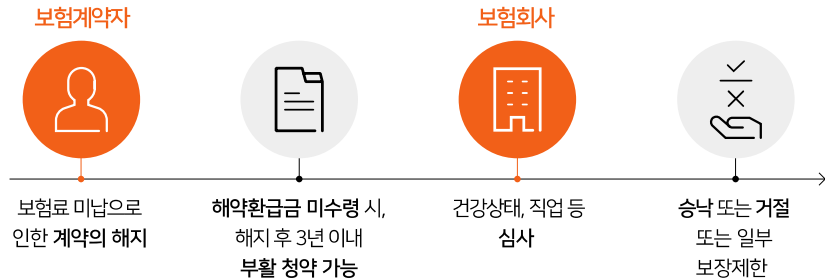 보험계약자
보험회사
보험료 미납으로
인한 계약의 해지
해약환급금 미수령 시,
해지 후 3년 이내
부활 청약 가능
건강상태, 직업 등
심사
승낙 또는 거절
또는 일부
보장제한